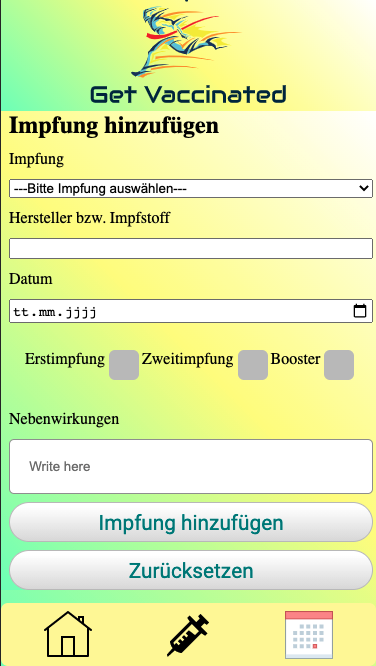 Get Vaccinated
Impfung hinzufügen
Impfung
---Bitte Impfung auswählen---
Hersteller bzw. Impfstoff
Datum
tt.mm.jjjj
Erstimpfung Zweitimpfung Booster
Nebenwirkungen
Write here
Impfung hinzufügen
Zurücksetzen